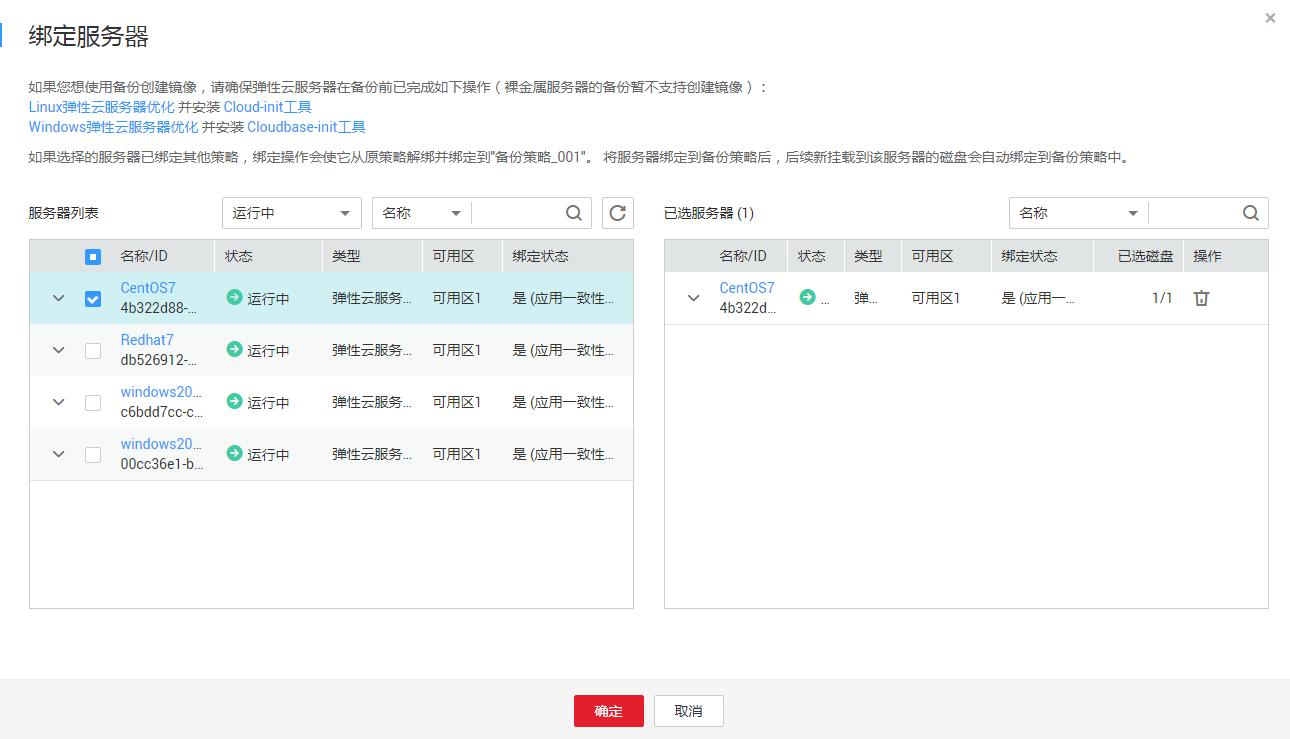 绑定服务器
如果您想使用备份创建镜像，请确保弹性云服务器在备份前已完成如下操作（裸金属服务器的备份暂不支持创建镜像）：
Linux弹性云服务器优化 并安装 Cloud-init工具
Windows弹性云服务器优化 并安装 Cloudbase-init工具
如果选择的服务器已绑定其他策略，绑定操作会使它从原策略解绑并绑定到"备份策略_001"。 将服务器绑定到备份策略后，后续新挂载到该服务器的磁盘会自动绑定到备份策略中。
服务器列表 运行中 名称
名称/ID 状态 类型 可用区 绑定状态
CentOS7
4b322d88-... 运行中 弹性云服务... 可用区1 是 (应用一致性...
Redhat7
db526912-... 运行中 弹性云服务... 可用区1 是 (应用一致性...
windows20...
c6bdd7cc-c... 运行中 弹性云服务... 可用区1 是 (应用一致性...
windows20...
00cc36e1-b... 运行中 弹性云服务... 可用区1 是 (应用一致性...
已选服务器 (1) 名称
名称/ID 状态 类型 可用区 绑定状态 已选磁盘 操作
CentOS7
4b322d... ... 弹... 可用区1 是 (应用一... 1/1
确定 取消